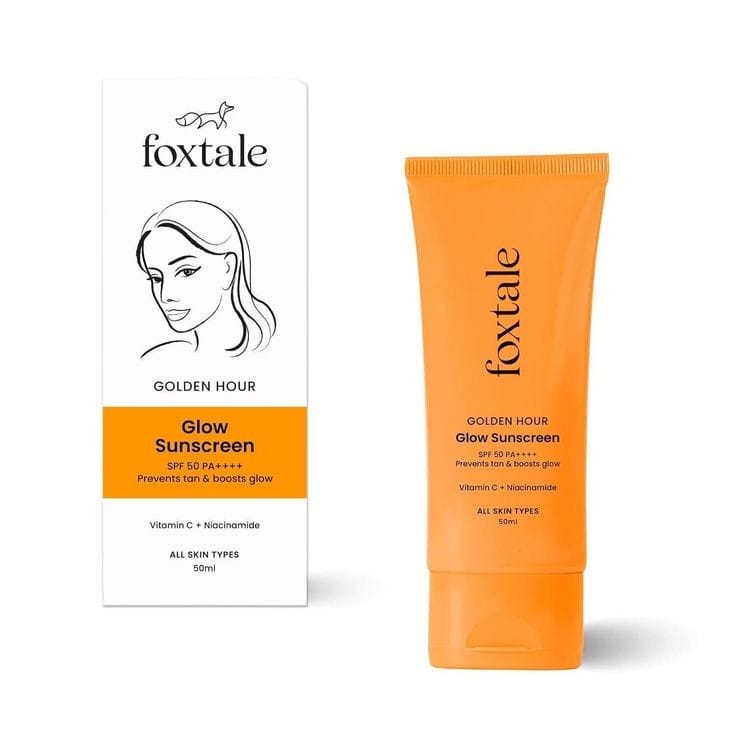 foxtale
GOLDEN HOUR
Glow
Sunscreen
SPF 50 PA++++
Prevents tan & boosts glow
Vitamin C + Niacinamide
ALL SKIN TYPES
50ml
foxtale
GOLDEN HOUR
Glow Sunscreen
SPF 50 PA++++
Prevents tan & boosts glow
Vitamin C + Niacinamide
ALL SKIN TYPES
50ml